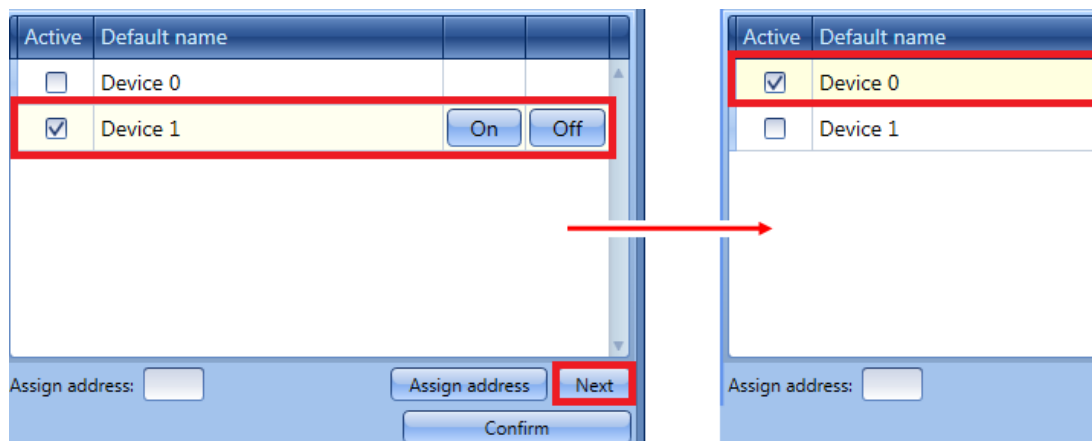 Active Default name
Device 0
Device 1 On Off
Assign address: Assign address Next
Confirm
Active Default name
Device 0
Device 1
Assign address: